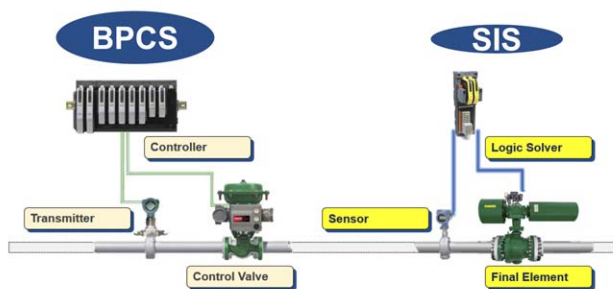 BPCS
SIS
Controller
Logic Solver
Transmitter
Sensor
Control Valve
Final Element